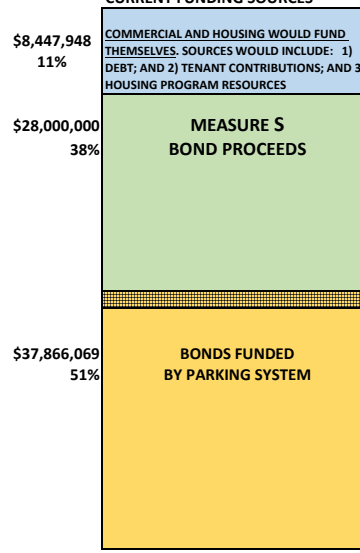 CURRENT FUNDING SOURCES
$8,447,948
11%
COMMERCIAL AND HOUSING WOULD FUND
THEMSELVES. SOURCES WOULD INCLUDE: 1)
DEBT; AND 2) TENANT CONTRIBUTIONS; AND 3
HOUSING PROGRAM RESOURCES
$28,000,000
38%
MEASURE S
BOND PROCEEDS
$37,866,069
51%
BONDS FUNDED
BY PARKING SYSTEM